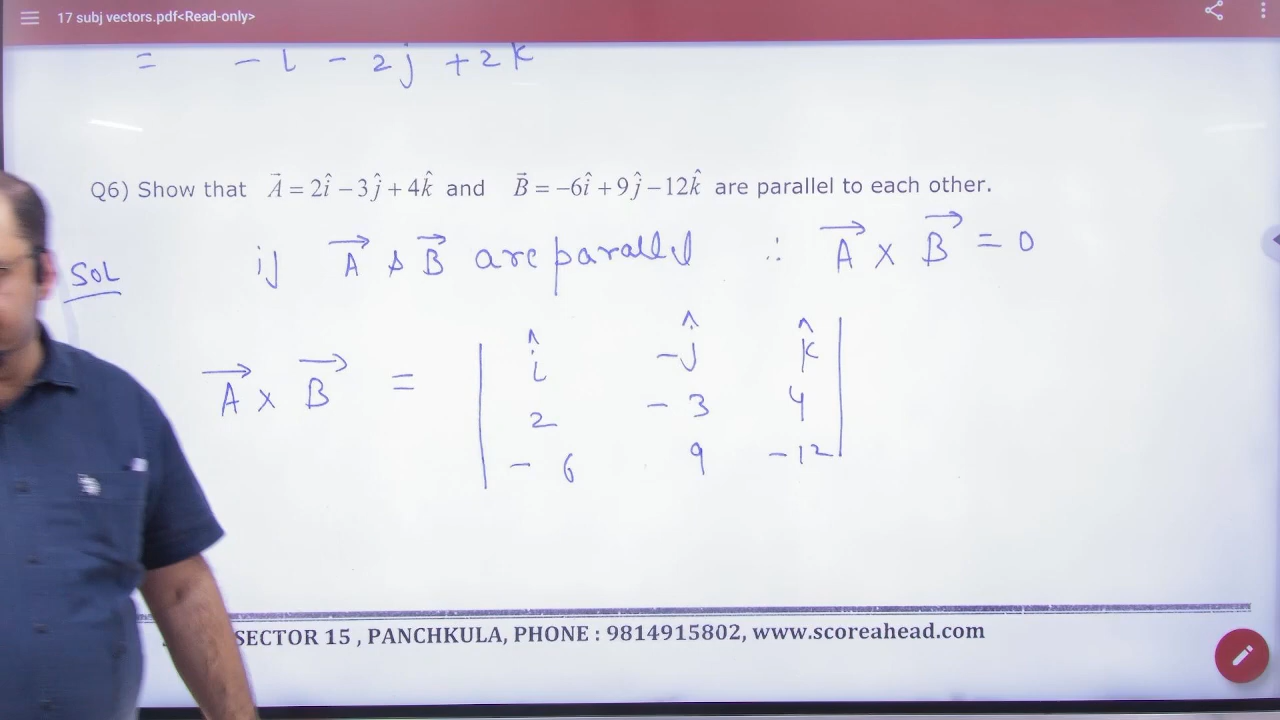 17 subj vectors.pdf<Read-only>
= - i - 2j + 2k
Q6) Show that A⃗ = 2î − 3ĵ + 4k̂ and B⃗ = −6î + 9ĵ − 12k̂ are parallel to each other.
SOL
if A⃗ & B⃗ are parallel ∴ A⃗ × B⃗ = 0
A⃗ × B⃗ = | î -ĵ k̂ |
2 - 3 4
- 6 9 -12
SECTOR 15 , PANCHKULA, PHONE : 9814915802, www.scoreahead.com